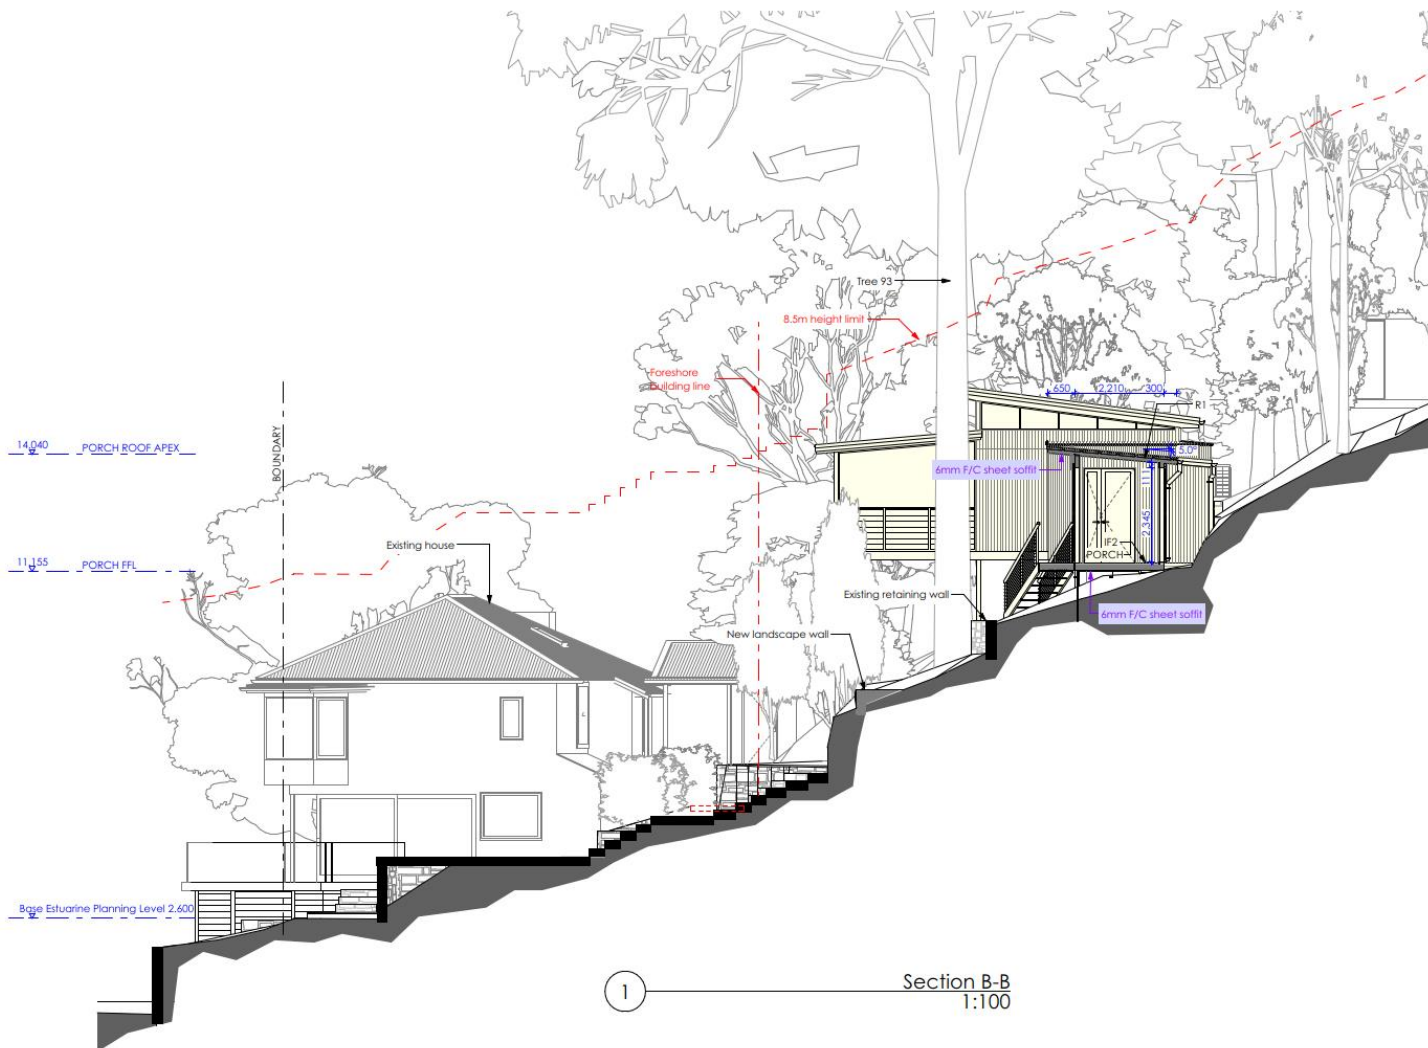 Tree 93
8.5m height limit
Foreshore
building line
650
2,210
300
R1
14,040
PORCH ROOF APEX
BOUNDARY
5.0°
6mm F/C sheet soffit
111
2,345
Existing house
IF2
PORCH
11,155
PORCH FFL
Existing retaining wall
6mm F/C sheet soffit
New landscape wall
Base Estuarine Planning Level 2.600
1
Section B-B
1:100